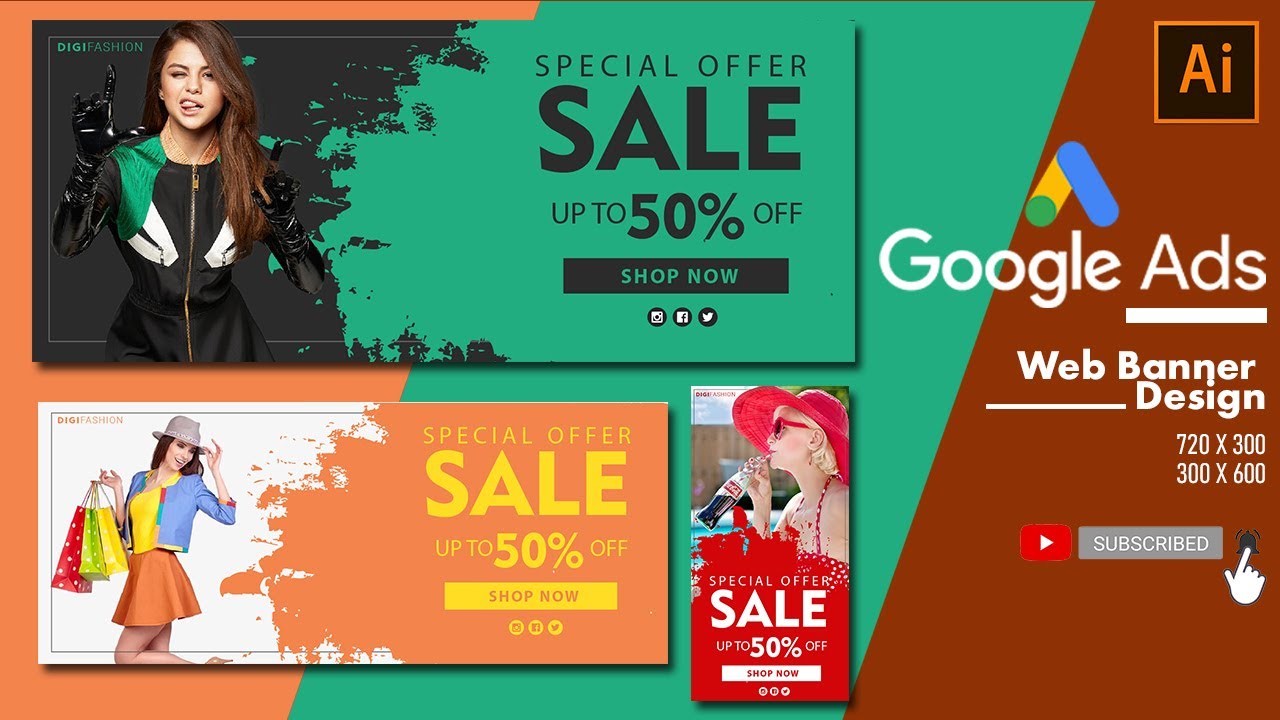 DIGIFASHION
SPECIAL OFFER
SALE
UP TO 50% OFF
SHOP NOW
DIGIFASHION
SPECIAL OFFER
SALE
UP TO 50% OFF
SHOP NOW
DIGIFASHION
SPECIAL OFFER
SALE
UP TO 50% OFF
SHOP NOW
Ai
Google Ads
Web Banner
Design
720 X 300
300 X 600
SUBSCRIBED